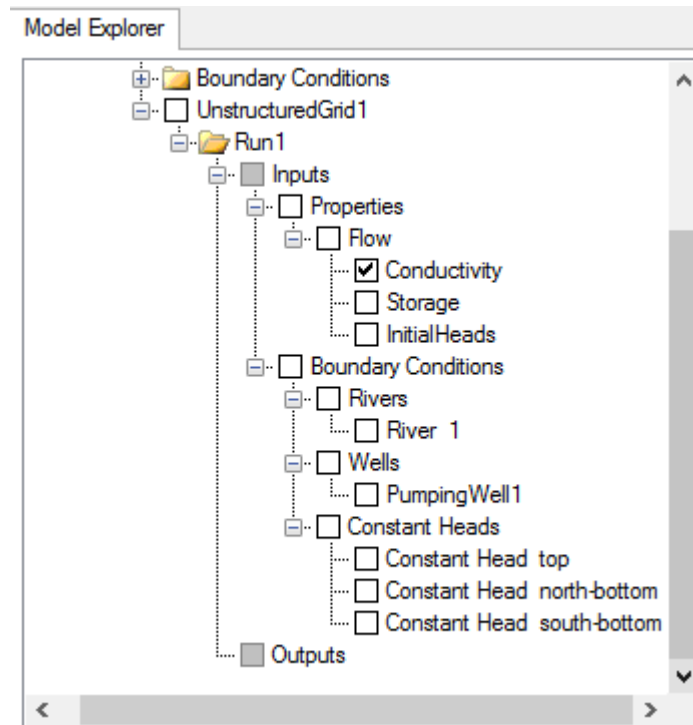 Model Explorer
Boundary Conditions
UnstructuredGrid1
Run1
Inputs
Properties
Flow
Conductivity
Storage
InitialHeads
Boundary Conditions
Rivers
River 1
Wells
PumpingWell1
Constant Heads
Constant Head top
Constant Head north-bottom
Constant Head south-bottom
Outputs